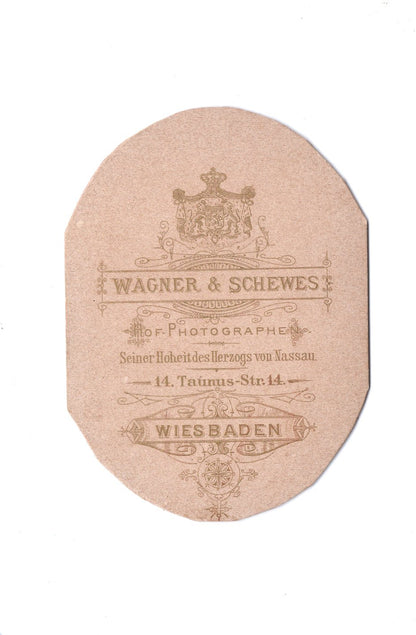 WAGNER & SCHEWES
HOF-PHOTOGRAPHEN.
Seiner Hoheit des Herzogs von Nassau.
14. Taunus-Str. 14.
WIESBADEN